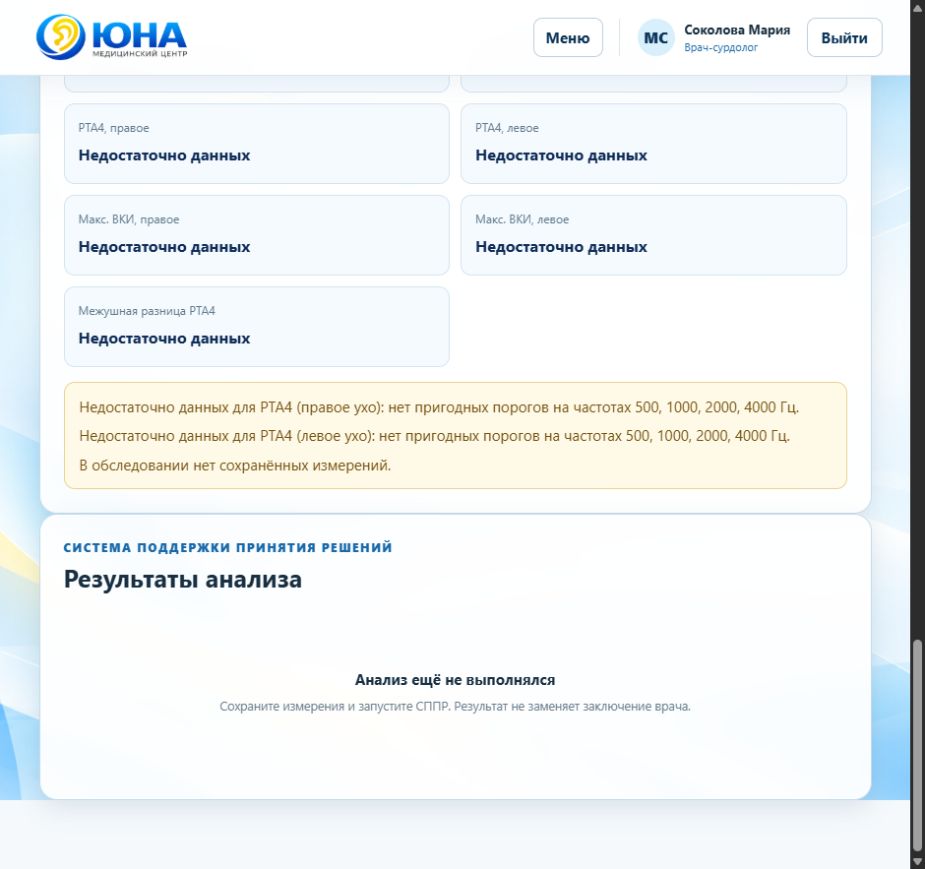 ЮНА
МЕДИЦИНСКИЙ ЦЕНТР
Меню
МС
Соколова Мария
Врач-сурдолог
Выйти
PTA4, правое
Недостаточно данных
PTA4, левое
Недостаточно данных
Макс. ВКИ, правое
Недостаточно данных
Макс. ВКИ, левое
Недостаточно данных
Межушная разница PTA4
Недостаточно данных
Недостаточно данных для PTA4 (правое ухо): нет пригодных порогов на частотах 500, 1000, 2000, 4000 Гц.
Недостаточно данных для PTA4 (левое ухо): нет пригодных порогов на частотах 500, 1000, 2000, 4000 Гц.
В обследовании нет сохранённых измерений.
СИСТЕМА ПОДДЕРЖКИ ПРИНЯТИЯ РЕШЕНИЙ
Результаты анализа
Анализ ещё не выполнялся
Сохраните измерения и запустите СППР. Результат не заменяет заключение врача.